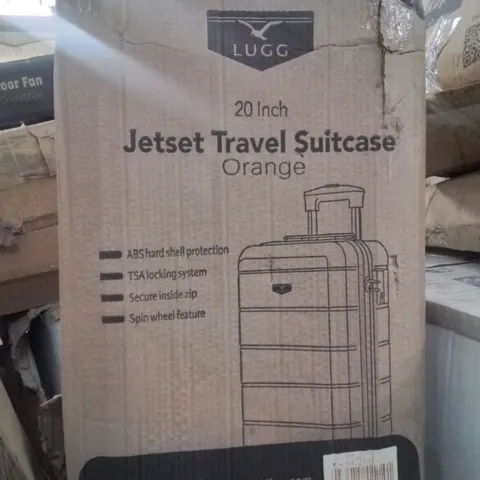 LUGG
20 Inch
Jetset Travel Suitcase
Orange
ABS hard shell protection
TSA locking system
Secure inside zip
Spin wheel feature
oor Fan